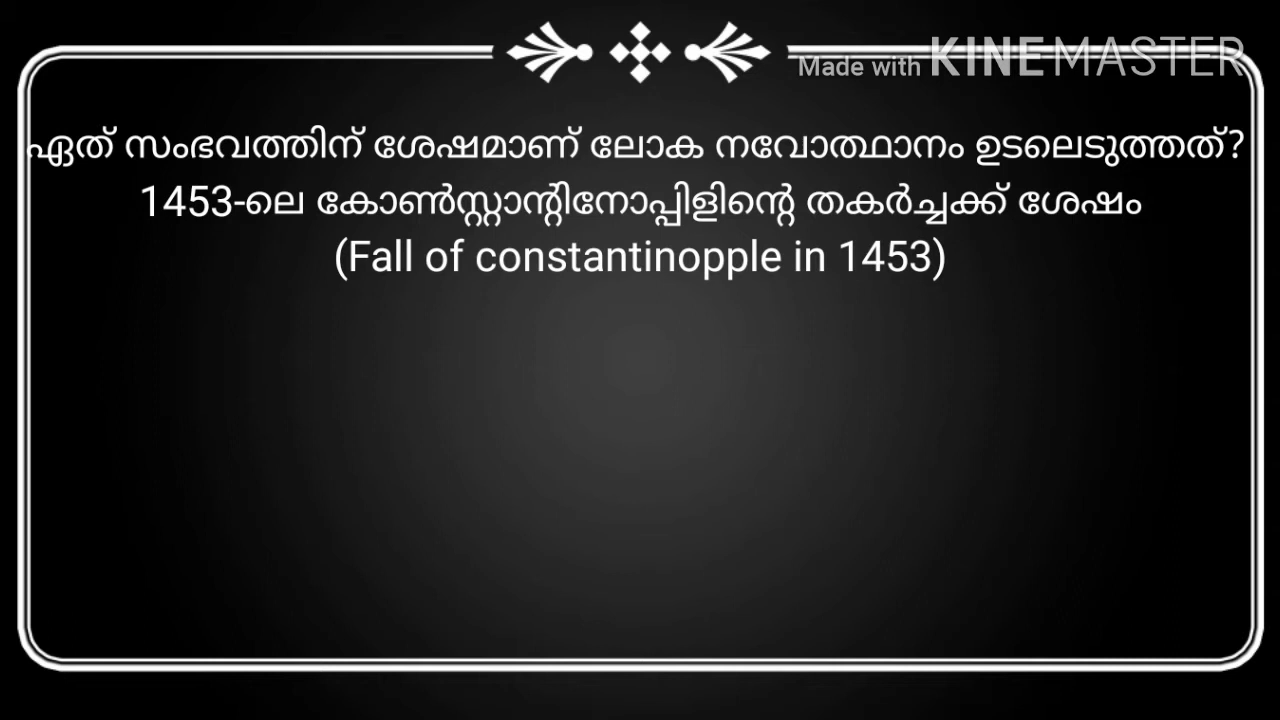 Made with KINEMASTER
ഏത് സംഭവത്തിന് ശേഷമാണ് ലോക നവോത്ഥാനം ഉടലെടുത്തത്?
1453-ലെ കോൺസ്റ്റാന്റിനോപ്പിളിന്റെ തകർച്ചക്ക് ശേഷം
(Fall of constantinopple in 1453)